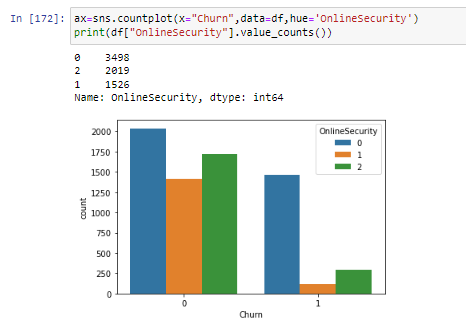 In [172]: ax=sns.countplot(x="Churn",data=df,hue='OnlineSecurity')
print(df["OnlineSecurity"].value_counts())
0    3498
2    2019
1    1526
Name: OnlineSecurity, dtype: int64
OnlineSecurity
0
1
2
2000
1750
1500
1250
1000
750
500
250
0
count
0 1
Churn